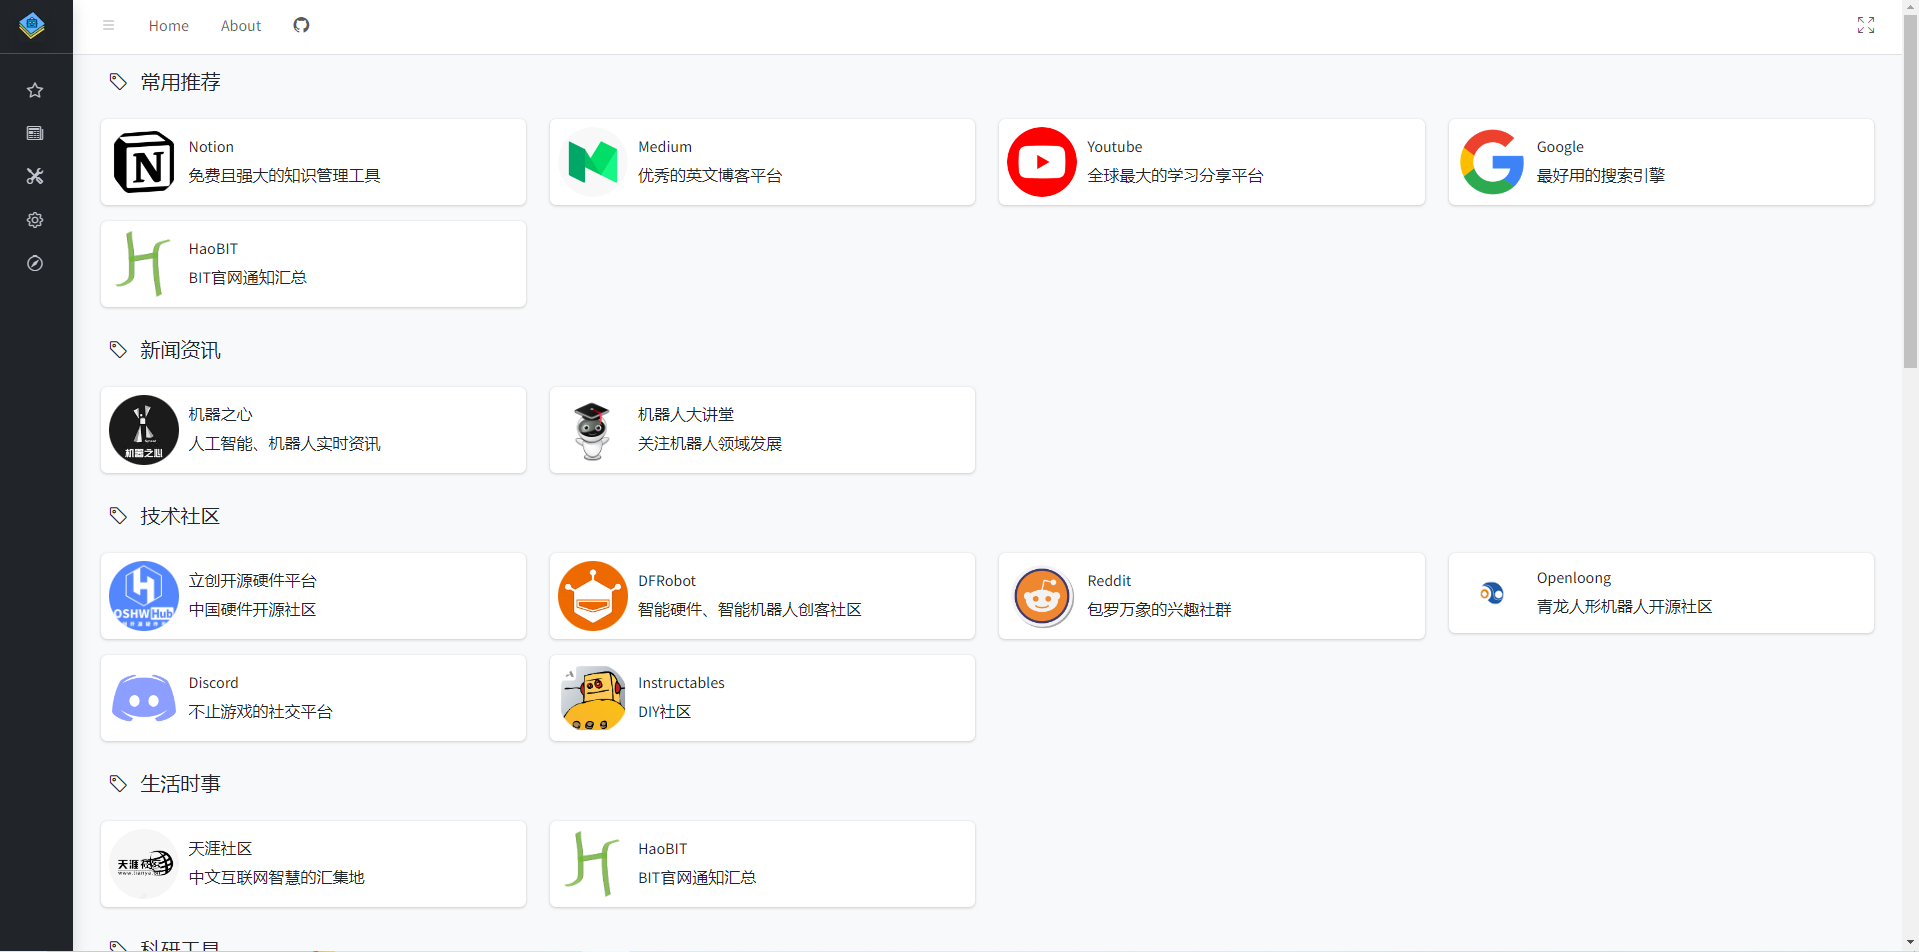 Home About
常用推荐
Notion
免费且强大的知识管理工具
Medium
优秀的英文博客平台
Youtube
全球最大的学习分享平台
Google
最好用的搜索引擎
HaoBIT
BIT官网通知汇总
新闻资讯
机器之心
机器之心
人工智能、机器人实时资讯
机器人大讲堂
关注机器人领域发展
技术社区
OSHWHub
立创开源硬件平台
中国硬件开源社区
DFRobot
智能硬件、智能机器人创客社区
Reddit
包罗万象的兴趣社群
Openloong
青龙人形机器人开源社区
Discord
不止游戏的社交平台
Instructables
DIY社区
生活时事
天涯社区
中文互联网智慧的汇集地
HaoBIT
BIT官网通知汇总
科研工具